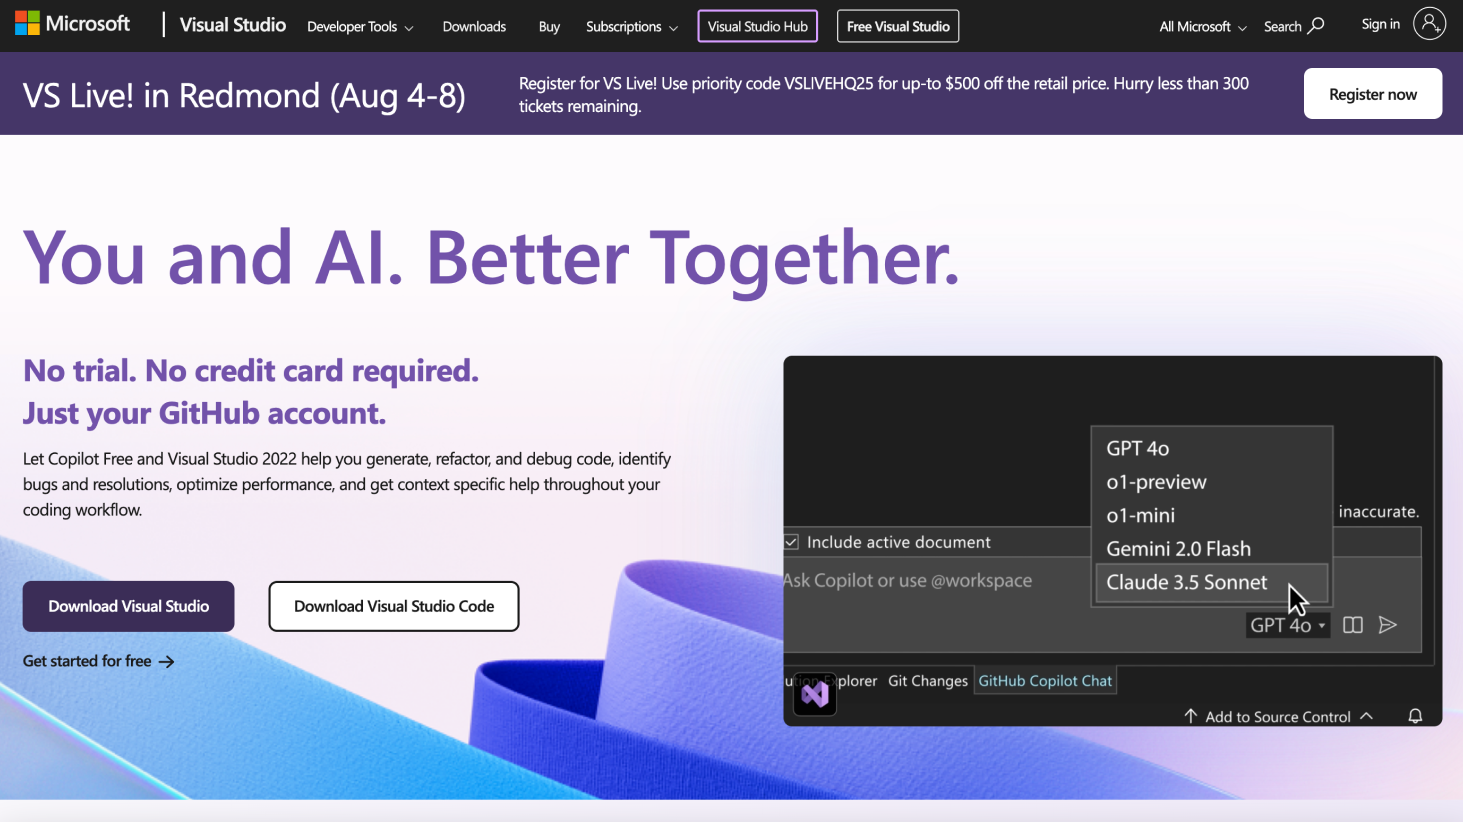 Microsoft
Visual Studio
Developer Tools
Downloads
Buy
Subscriptions
Visual Studio Hub
Free Visual Studio
All Microsoft
Search
Sign in
VS Live! in Redmond (Aug 4-8)
Register for VS Live! Use priority code VSLIVEHQ25 for up-to $500 off the retail price. Hurry less than 300
tickets remaining.
Register now
You and AI. Better Together.
No trial. No credit card required.
Just your GitHub account.
Let Copilot Free and Visual Studio 2022 help you generate, refactor, and debug code, identify
bugs and resolutions, optimize performance, and get context specific help throughout your
coding workflow.
Download Visual Studio
Download Visual Studio Code
Get started for free
GPT 4o
o1-preview
o1-mini
Gemini 2.0 Flash
Claude 3.5 Sonnet
inaccurate.
Include active document
Ask Copilot or use @workspace
GPT 4o
Explorer
Git Changes
GitHub Copilot Chat
Add to Source Control